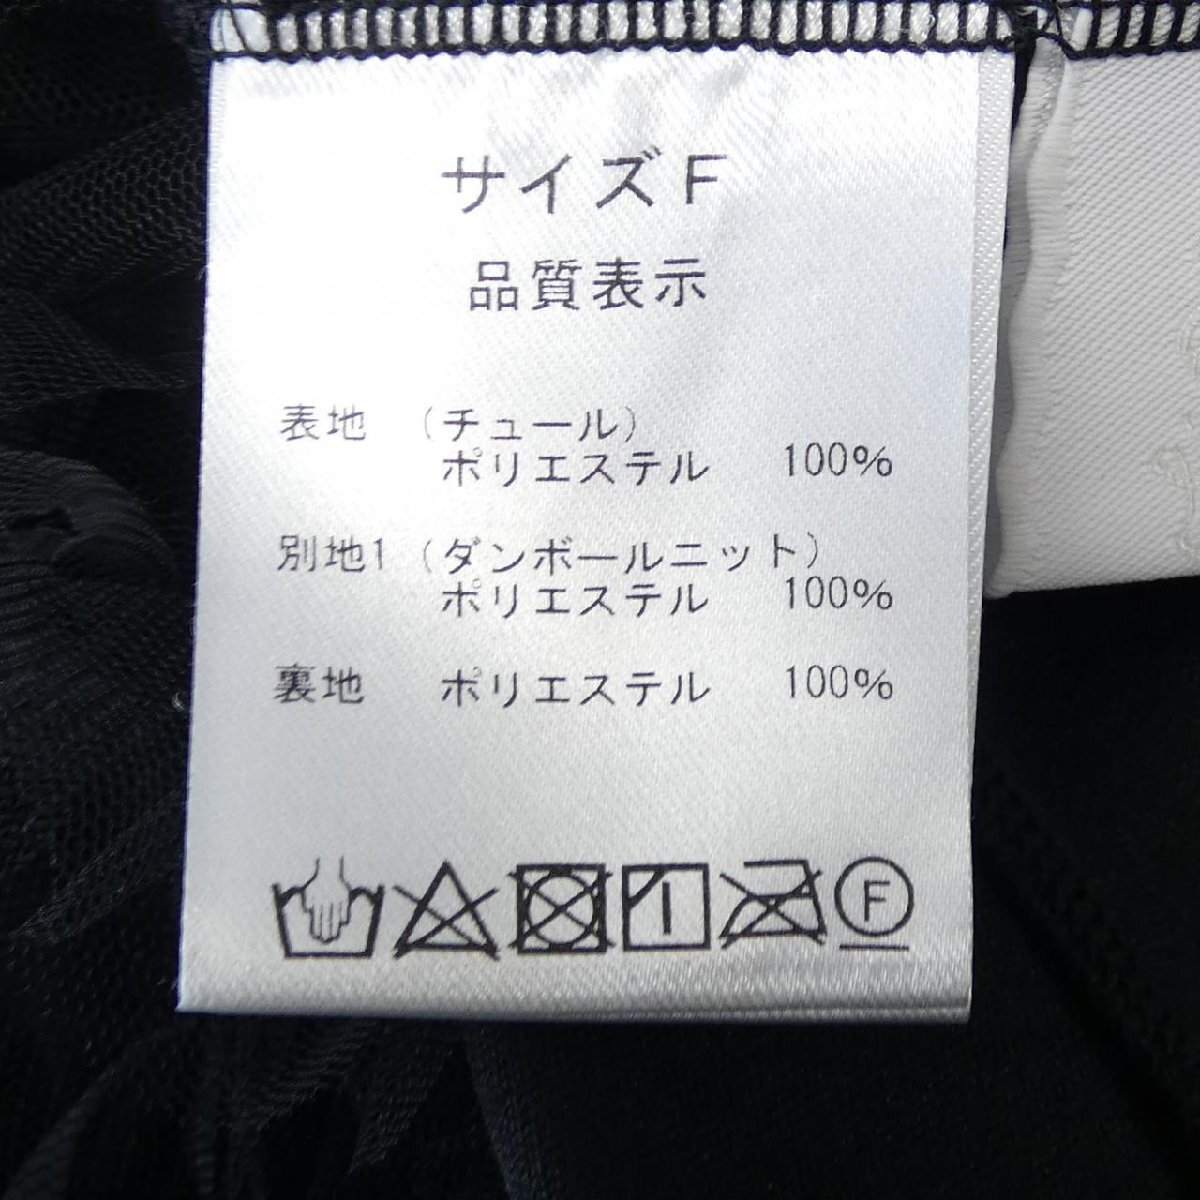 サイズF
品質表示
表地 （チュール）
ポリエステル 100%
別地1（ダンボールニット）
ポリエステル 100%
裏地 ポリエステル 100%
F